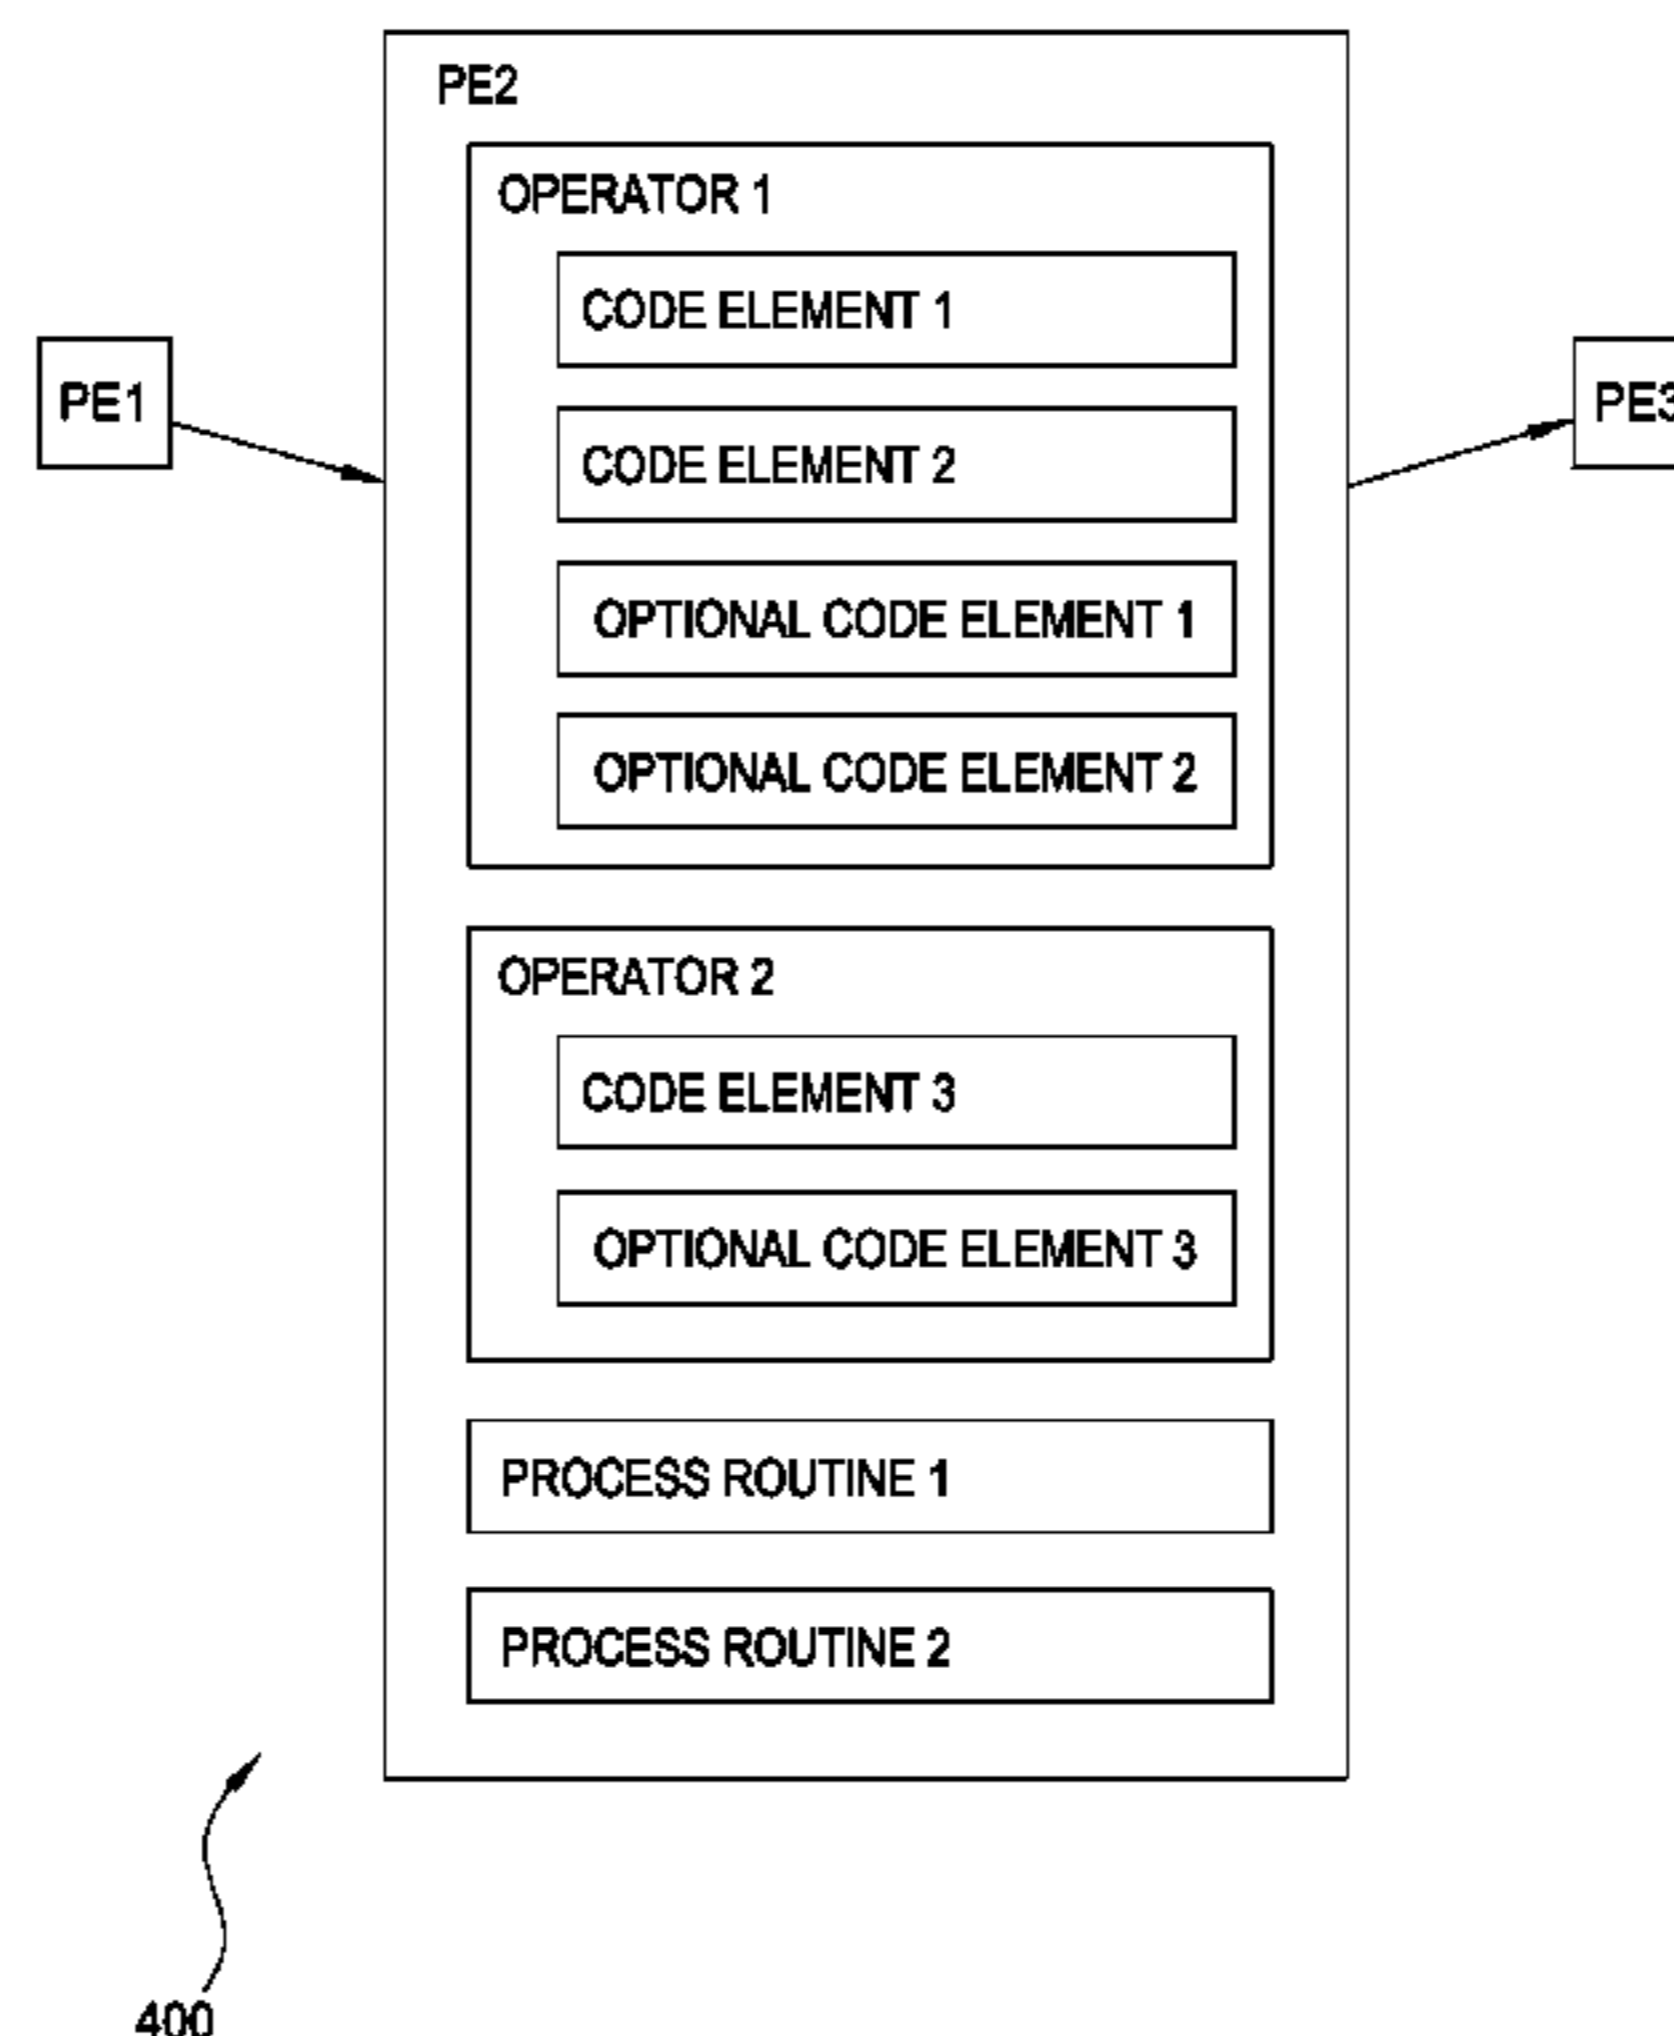 PE2
OPERATOR 1
CODE ELEMENT 1
CODE ELEMENT 2
OPTIONAL CODE ELEMENT 1
OPTIONAL CODE ELEMENT 2
PE1
PE3
OPERATOR 2
CODE ELEMENT 3
OPTIONAL CODE ELEMENT 3
PROCESS ROUTINE 1
PROCESS ROUTINE 2
400